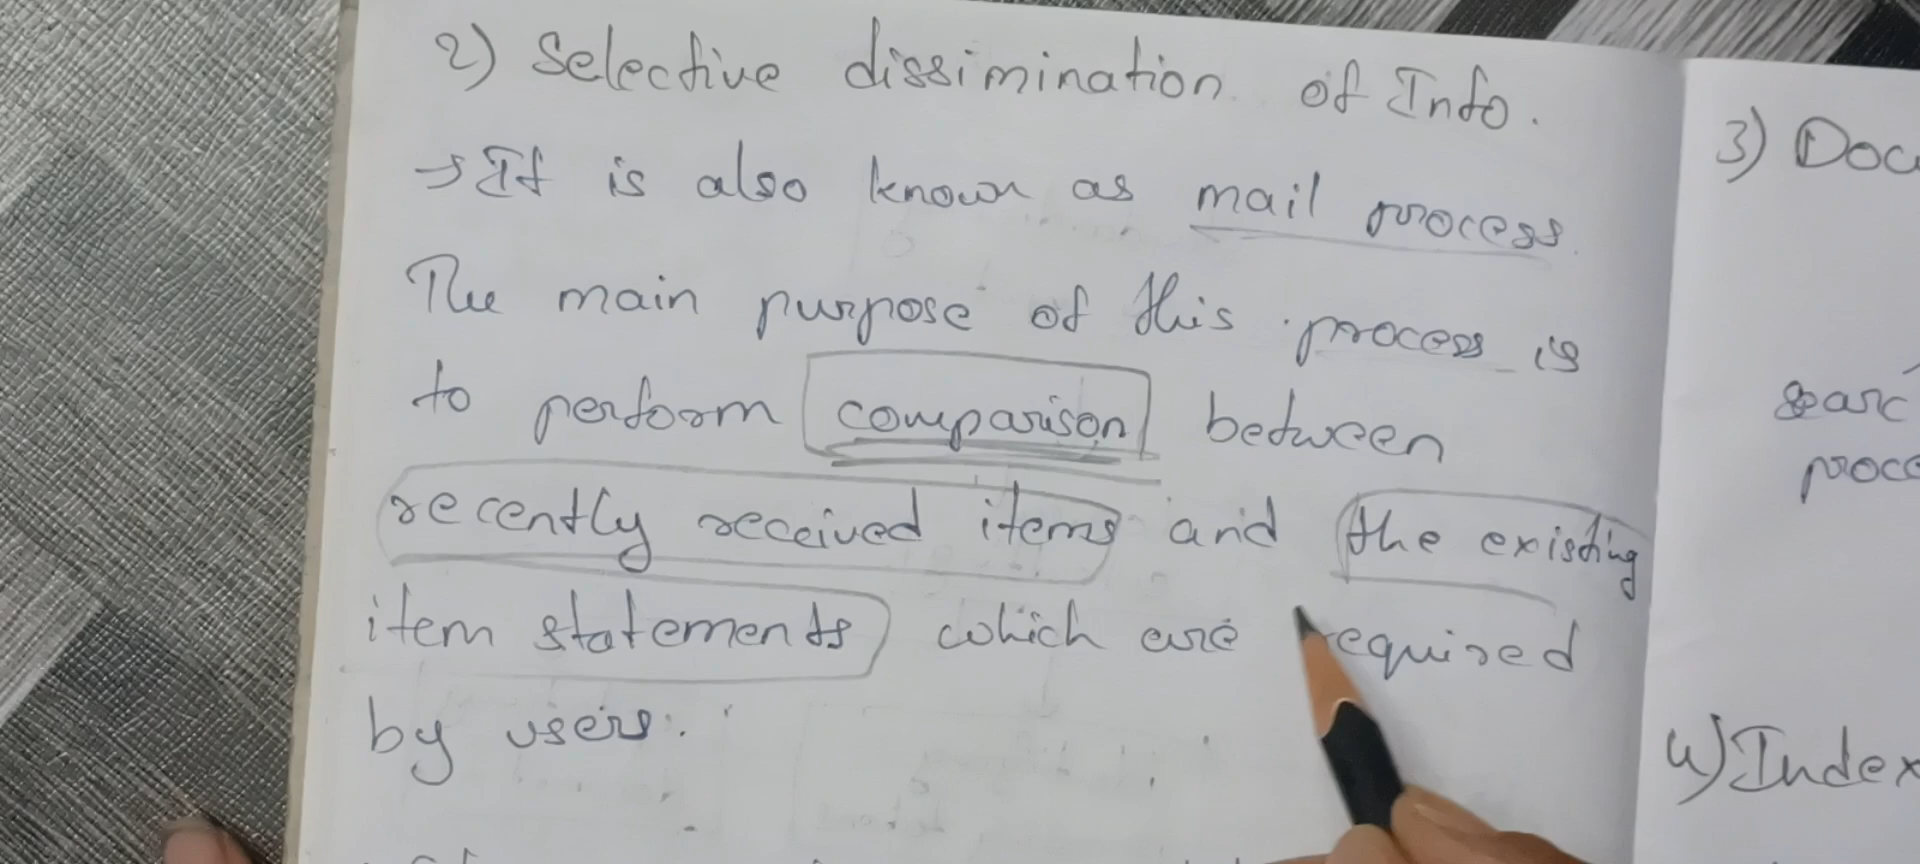 2) Selective dissimination of Info.
→ It is also known as mail process.
The main purpose of this process is
to perform comparison between
recently received items and the existing
item statements which are required
by users.
3) Doc
searc
proce
4) Index